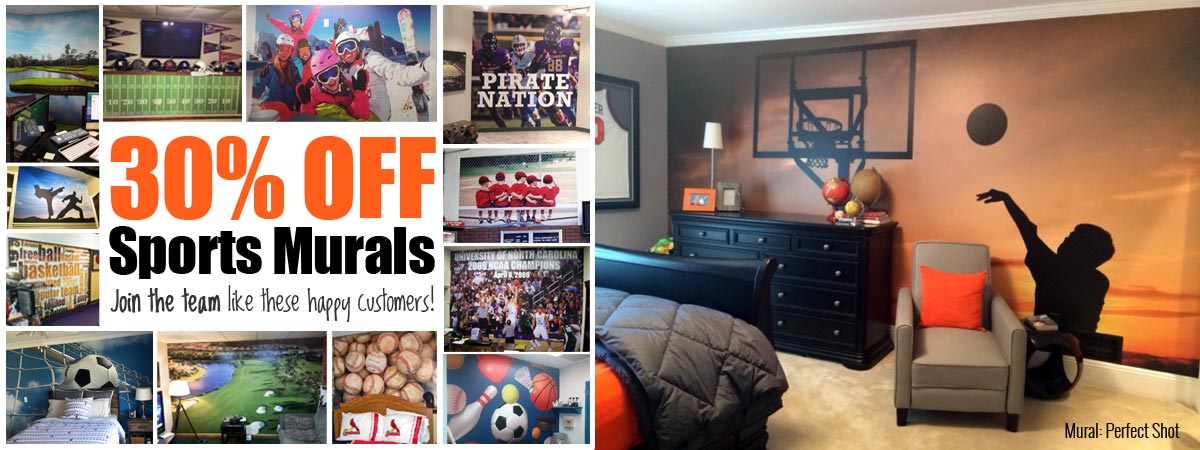 PIRATE
NATION
30% OFF
Sports Murals
Join the team like these happy customers!
UNIVERSITY OF NORTH CAROLINA
2009 NCAA CHAMPIONS
basketball
Mural: Perfect Shot